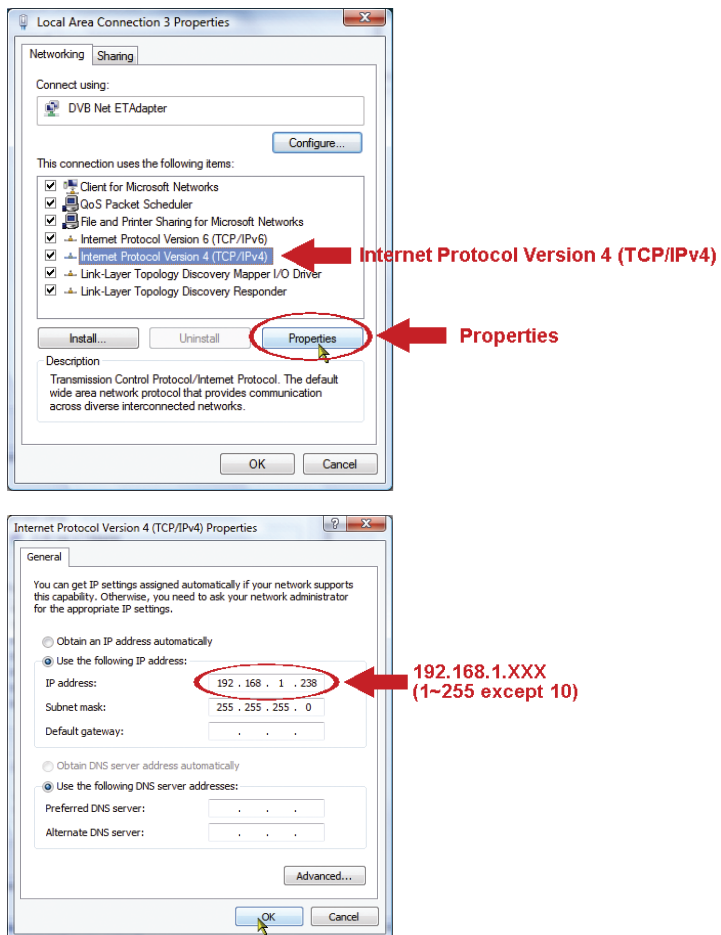 Local Area Connection 3 Properties
Networking
Sharing
Connect using:
DVB Net ETAdapter
Configure...
This connection uses the following items:
Client for Microsoft Networks
QoS Packet Scheduler
File and Printer Sharing for Microsoft Networks
Internet Protocol Version 6 (TCP/IPv6)
Internet Protocol Version 4 (TCP/IPv4)
Internet Protocol Version 4 (TCP/IPv4)
Link-Layer Topology Discovery Mapper I/O Driver
Link-Layer Topology Discovery Responder
Install...
Uninstall
Properties
Properties
Description
Transmission Control Protocol/Internet Protocol. The default
wide area network protocol that provides communication
across diverse interconnected networks.
OK
Cancel
Internet Protocol Version 4 (TCP/IPv4) Properties
General
You can get IP settings assigned automatically if your network supports
this capability. Otherwise, you need to ask your network administrator
for the appropriate IP settings.
Obtain an IP address automatically
Use the following IP address:
IP address:
192 . 168 . 1 . 238
192.168.1.XXX
(1~255 except 10)
Subnet mask:
255 . 255 . 255 . 0
Default gateway:
. . .
Obtain DNS server address automatically
Use the following DNS server addresses:
Preferred DNS server:
. . .
Alternate DNS server:
. . .
Advanced...
OK
Cancel